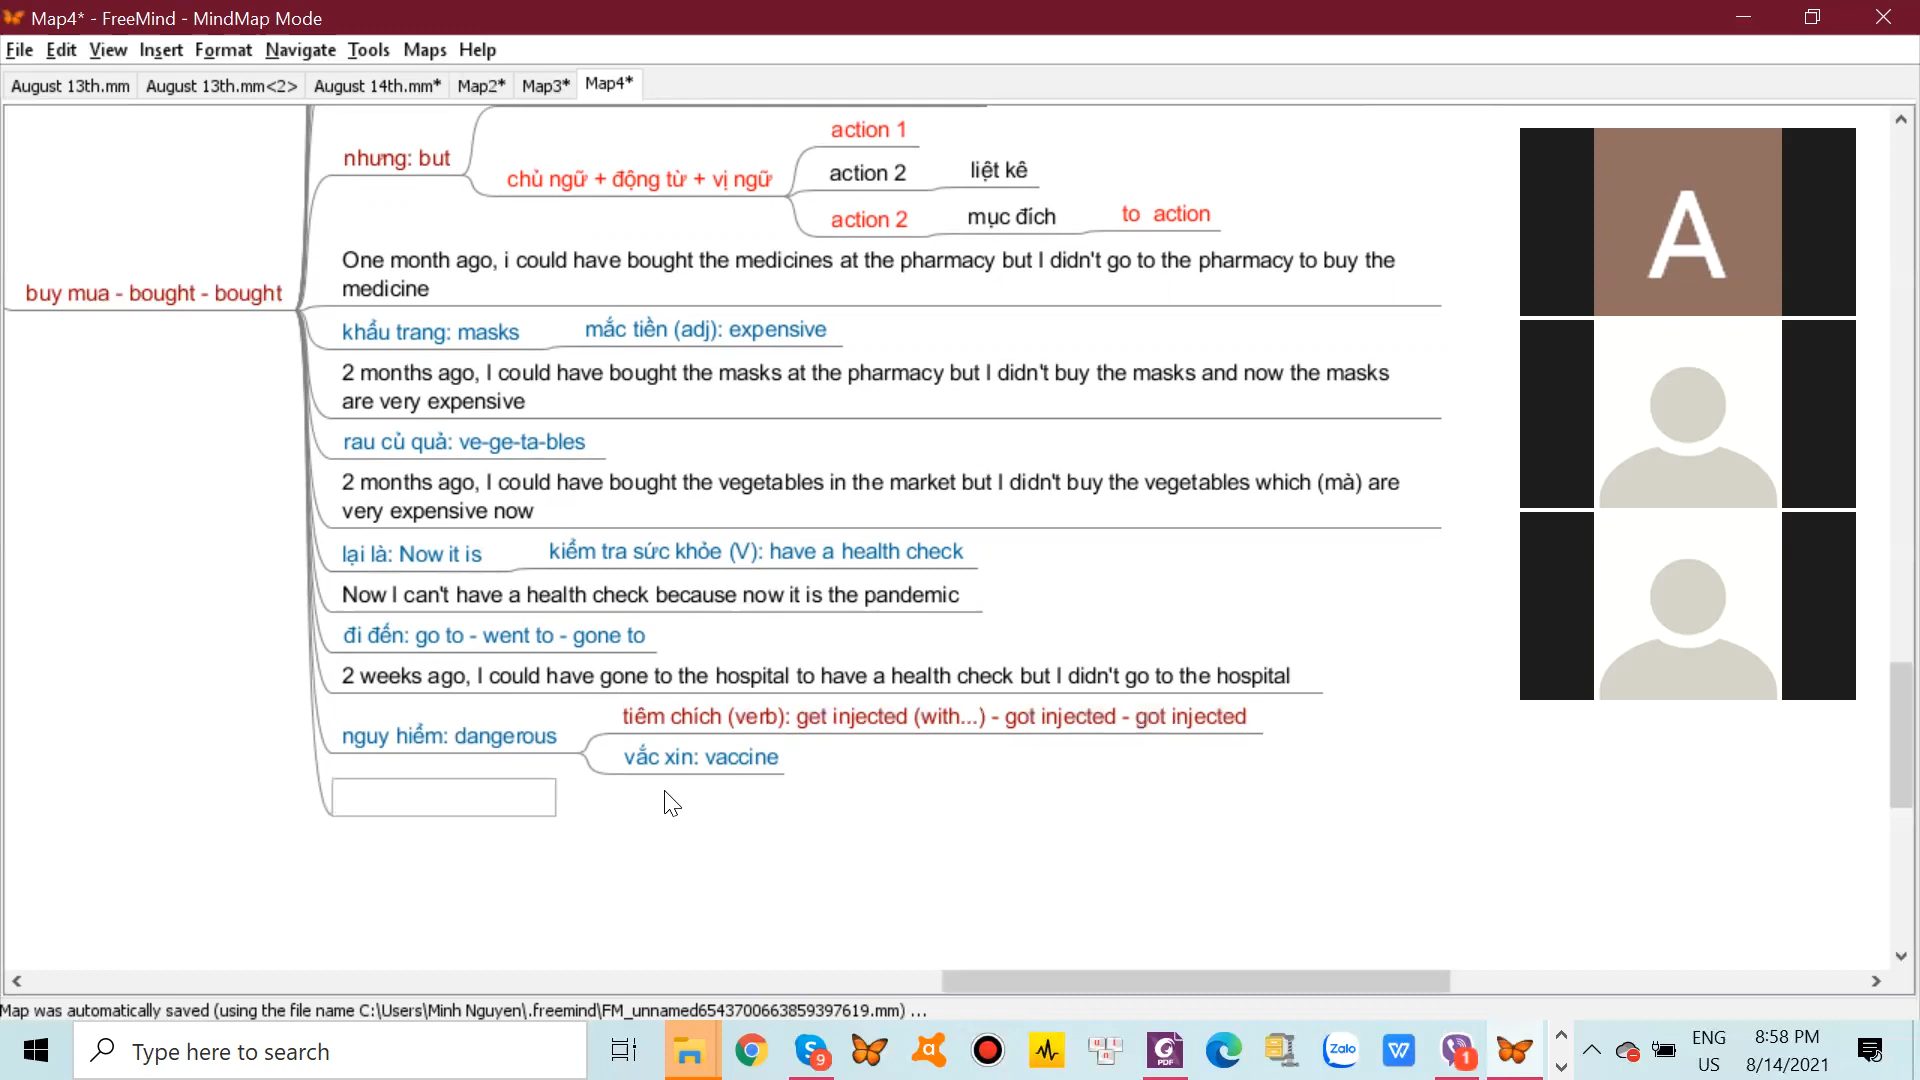 Map4* - FreeMind - MindMap Mode
File Edit View Insert Format Navigate Tools Maps Help
August 13th.mm August 13th.mm<2> August 14th.mm* Map2* Map3* Map4*
action 1
nhưng: but
chủ ngữ + động từ + vị ngữ
action 2 liệt kê
action 2 mục đích to action
One month ago, i could have bought the medicines at the pharmacy but I didn't go to the pharmacy to buy the
medicine
buy mua - bought - bought
khẩu trang: masks mắc tiền (adj): expensive
2 months ago, I could have bought the masks at the pharmacy but I didn't buy the masks and now the masks
are very expensive
rau củ quả: ve-ge-ta-bles
2 months ago, I could have bought the vegetables in the market but I didn't buy the vegetables which (mà) are
very expensive now
lại là: Now it is kiểm tra sức khỏe (V): have a health check
Now I can't have a health check because now it is the pandemic
đi đến: go to - went to - gone to
2 weeks ago, I could have gone to the hospital to have a health check but I didn't go to the hospital
tiêm chích (verb): get injected (with...) - got injected - got injected
nguy hiểm: dangerous
vắc xin: vaccine
A
Map was automatically saved (using the file name C:\Users\Minh Nguyen\.freemind\FM_unnamed6543700663859397619.mm) ...
Type here to search
9
a
PDF
Zalo
W
1
ENG
US
8:58 PM
8/14/2021